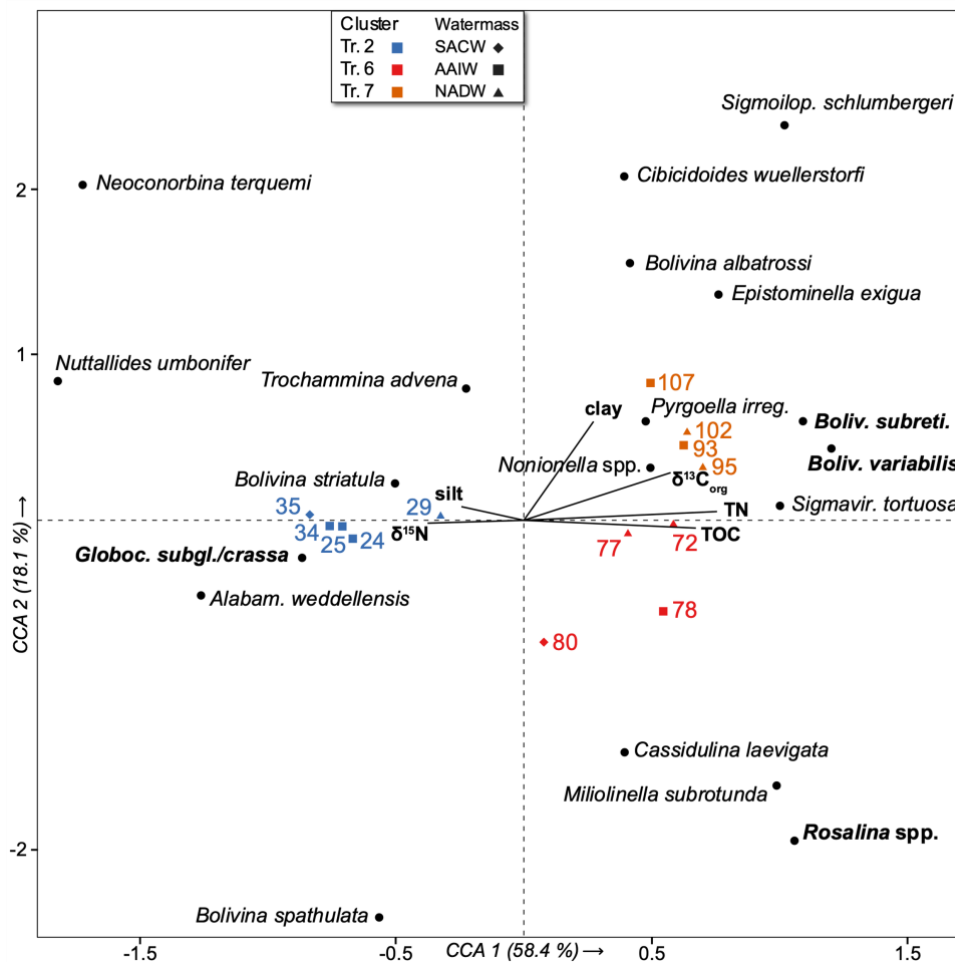 Cluster Watermass
Tr. 2 SACW
Tr. 6 AAIW
Tr. 7 NADW
Sigmoilop. schlumbergeri
Neoconorbina terquemi
Cibicidoides wuellerstorfi
2
Bolivina albatrossi
Epistominella exigua
Nuttallides umbonifer
1
Trochammina advena
107
clay
Pyrgoella irreg.
Boliv. subreti.
102
93
Boliv. variabilis
Nonionella spp.
95
δ¹³C_org
Bolivina striatula
silt
35
29
TN
Sigmavir. tortuosa
34
δ¹⁵N
TOC
25
24
77
72
Globoc. subgl./crassa
Alabam. weddellensis
78
80
CCA 2 (18.1 %) →
Cassidulina laevigata
Miliolinella subrotunda
Rosalina spp.
-2
Bolivina spathulata
-1.5
-0.5
CCA 1 (58.4 %) →
0.5
1.5